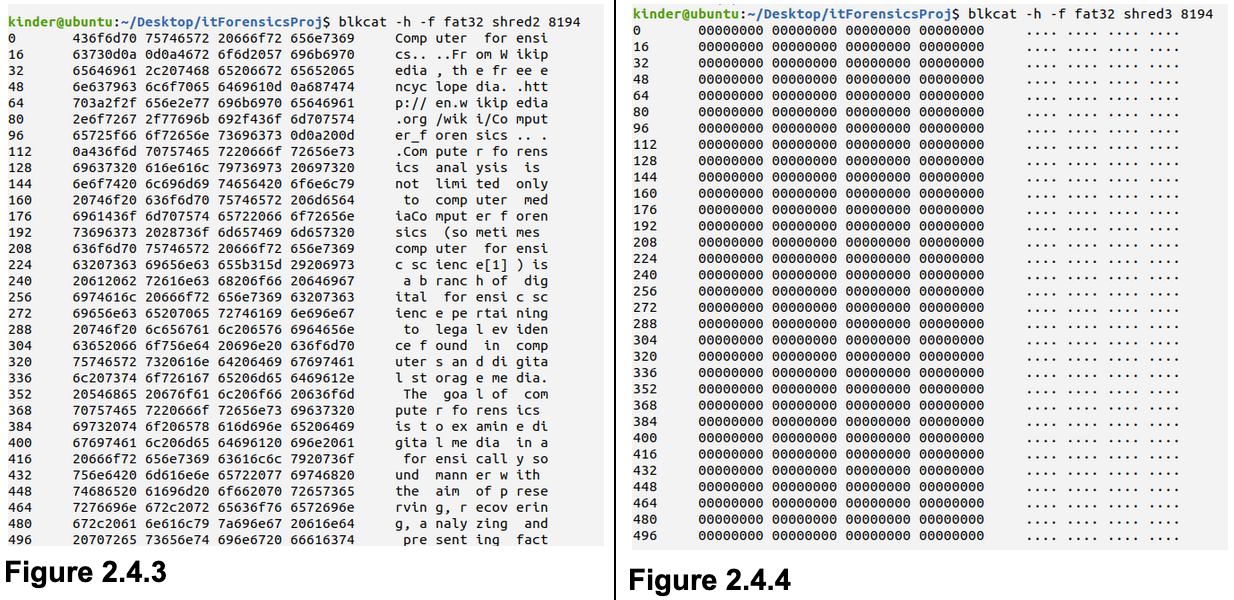 kinder@ubuntu:~/Desktop/itForensicsProj$ blkcat -h -f fat32 shred2 8194
0 436f6d70 75746572 20666f72 656e7369 Comp uter for ensi
16 63730d0a 0d0a4672 6f6d2057 696b6970 cs.. ..Fr om W ikip
32 65646961 2c207468 65206672 65652065 edia , th e fr ee e
48 6e637963 6c6f7065 6469610d 0a687474 ncyc lope dia. .htt
64 703a2f2f 656e2e77 696b6970 65646961 p:// en.w ikip edia
80 2e6f7267 2f77696b 692f436f 6d707574 .org /wik i/Co mput
96 65725f66 6f72656e 73696373 0d0a200d er_f oren sics .. .
112 0a436f6d 70757465 7220666f 72656e73 .Com pute r fo rens
128 69637320 616e616c 79736973 20697320 ics anal ysis is
144 6e6f7420 6c696d69 74656420 6f6e6c79 not limi ted only
160 20746f20 636f6d70 75746572 206d6564 to comp uter med
176 6961436f 6d707574 65722066 6f72656e iaCo mput er f oren
192 73696373 2028736f 6d657469 6d657320 sics (so meti mes
208 636f6d70 75746572 20666f72 656e7369 comp uter for ensi
224 63207363 69656e63 655b315d 29206973 c sc ienc e[1] ) is
240 20612062 72616e63 68206f66 20646967 a b ranc h of dig
256 6974616c 20666f72 656e7369 63207363 ital for ensi c sc
272 69656e63 65207065 72746169 6e696e67 ienc e pe rtai ning
288 20746f20 6c656761 6c206576 6964656e to lega l ev iden
304 63652066 6f756e64 20696e20 636f6d70 ce f ound in comp
320 75746572 7320616e 64206469 67697461 uter s an d di gita
336 6c207374 6f726167 65206d65 6469612e l st orag e me dia.
352 20546865 20676f61 6c206f66 20636f6d The goa l of com
368 70757465 7220666f 72656e73 69637320 pute r fo rens ics
384 69732074 6f206578 616d696e 65206469 is t o ex amin e di
400 67697461 6c206d65 64696120 696e2061 gita l me dia in a
416 20666f72 656e7369 63616c6c 7920736f for ensi call y so
432 756e6420 6d616e6e 65722077 69746820 und mann er w ith
448 74686520 61696d20 6f662070 72657365 the aim of p rese
464 7276696e 672c2072 65636f76 6572696e rvin g, r ecov erin
480 672c2061 6e616c79 7a696e67 20616e64 g, a naly zing and
496 20707265 73656e74 696e6720 66616374 pre sent ing fact
Figure 2.4.3
kinder@ubuntu:~/Desktop/itForensicsProj$ blkcat -h -f fat32 shred3 8194
0 00000000 00000000 00000000 00000000 .... .... .... ....
16 00000000 00000000 00000000 00000000 .... .... .... ....
32 00000000 00000000 00000000 00000000 .... .... .... ....
48 00000000 00000000 00000000 00000000 .... .... .... ....
64 00000000 00000000 00000000 00000000 .... .... .... ....
80 00000000 00000000 00000000 00000000 .... .... .... ....
96 00000000 00000000 00000000 00000000 .... .... .... ....
112 00000000 00000000 00000000 00000000 .... .... .... ....
128 00000000 00000000 00000000 00000000 .... .... .... ....
144 00000000 00000000 00000000 00000000 .... .... .... ....
160 00000000 00000000 00000000 00000000 .... .... .... ....
176 00000000 00000000 00000000 00000000 .... .... .... ....
192 00000000 00000000 00000000 00000000 .... .... .... ....
208 00000000 00000000 00000000 00000000 .... .... .... ....
224 00000000 00000000 00000000 00000000 .... .... .... ....
240 00000000 00000000 00000000 00000000 .... .... .... ....
256 00000000 00000000 00000000 00000000 .... .... .... ....
272 00000000 00000000 00000000 00000000 .... .... .... ....
288 00000000 00000000 00000000 00000000 .... .... .... ....
304 00000000 00000000 00000000 00000000 .... .... .... ....
320 00000000 00000000 00000000 00000000 .... .... .... ....
336 00000000 00000000 00000000 00000000 .... .... .... ....
352 00000000 00000000 00000000 00000000 .... .... .... ....
368 00000000 00000000 00000000 00000000 .... .... .... ....
384 00000000 00000000 00000000 00000000 .... .... .... ....
400 00000000 00000000 00000000 00000000 .... .... .... ....
416 00000000 00000000 00000000 00000000 .... .... .... ....
432 00000000 00000000 00000000 00000000 .... .... .... ....
448 00000000 00000000 00000000 00000000 .... .... .... ....
464 00000000 00000000 00000000 00000000 .... .... .... ....
480 00000000 00000000 00000000 00000000 .... .... .... ....
496 00000000 00000000 00000000 00000000 .... .... .... ....
Figure 2.4.4